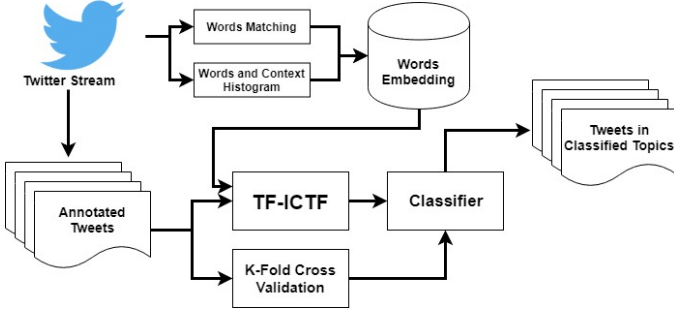 Words Matching
Twitter Stream
Words and Context
Histogram
Words
Embedding
Tweets in
Classified Topics
Annotated
Tweets
TF-ICTF
Classifier
K-Fold Cross
Validation